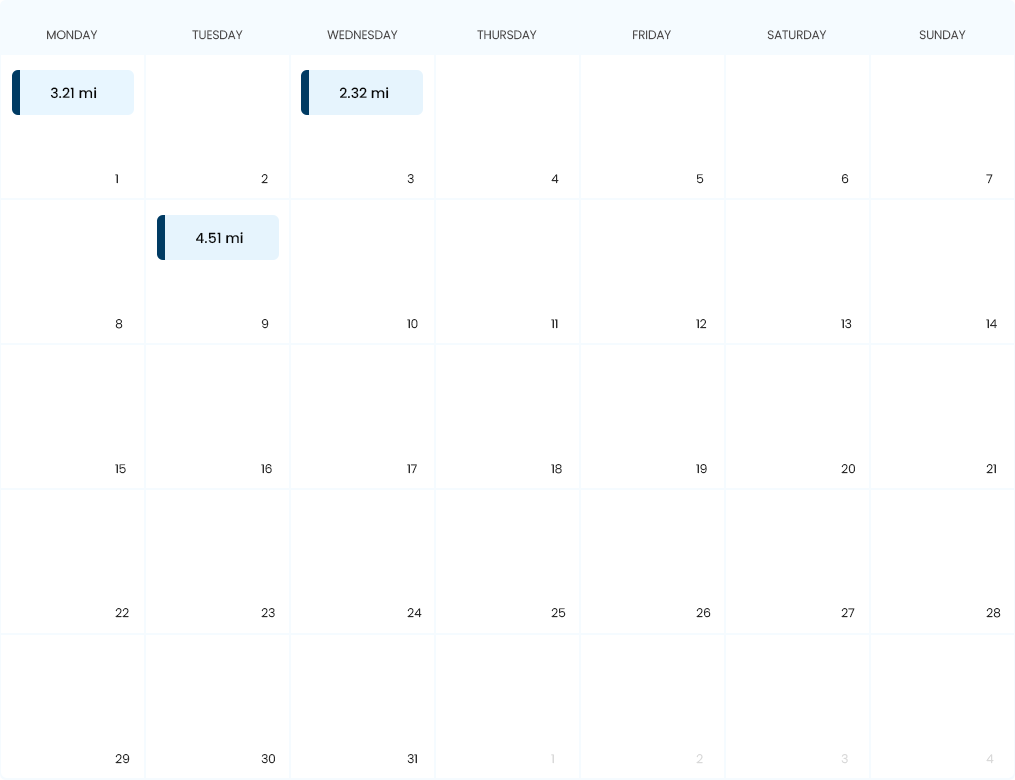 MONDAY TUESDAY WEDNESDAY THURSDAY FRIDAY SATURDAY SUNDAY
3.21 mi 2.32 mi
1 2 3 4 5 6 7
4.51 mi
8 9 10 11 12 13 14
15 16 17 18 19 20 21
22 23 24 25 26 27 28
29 30 31 1 2 3 4